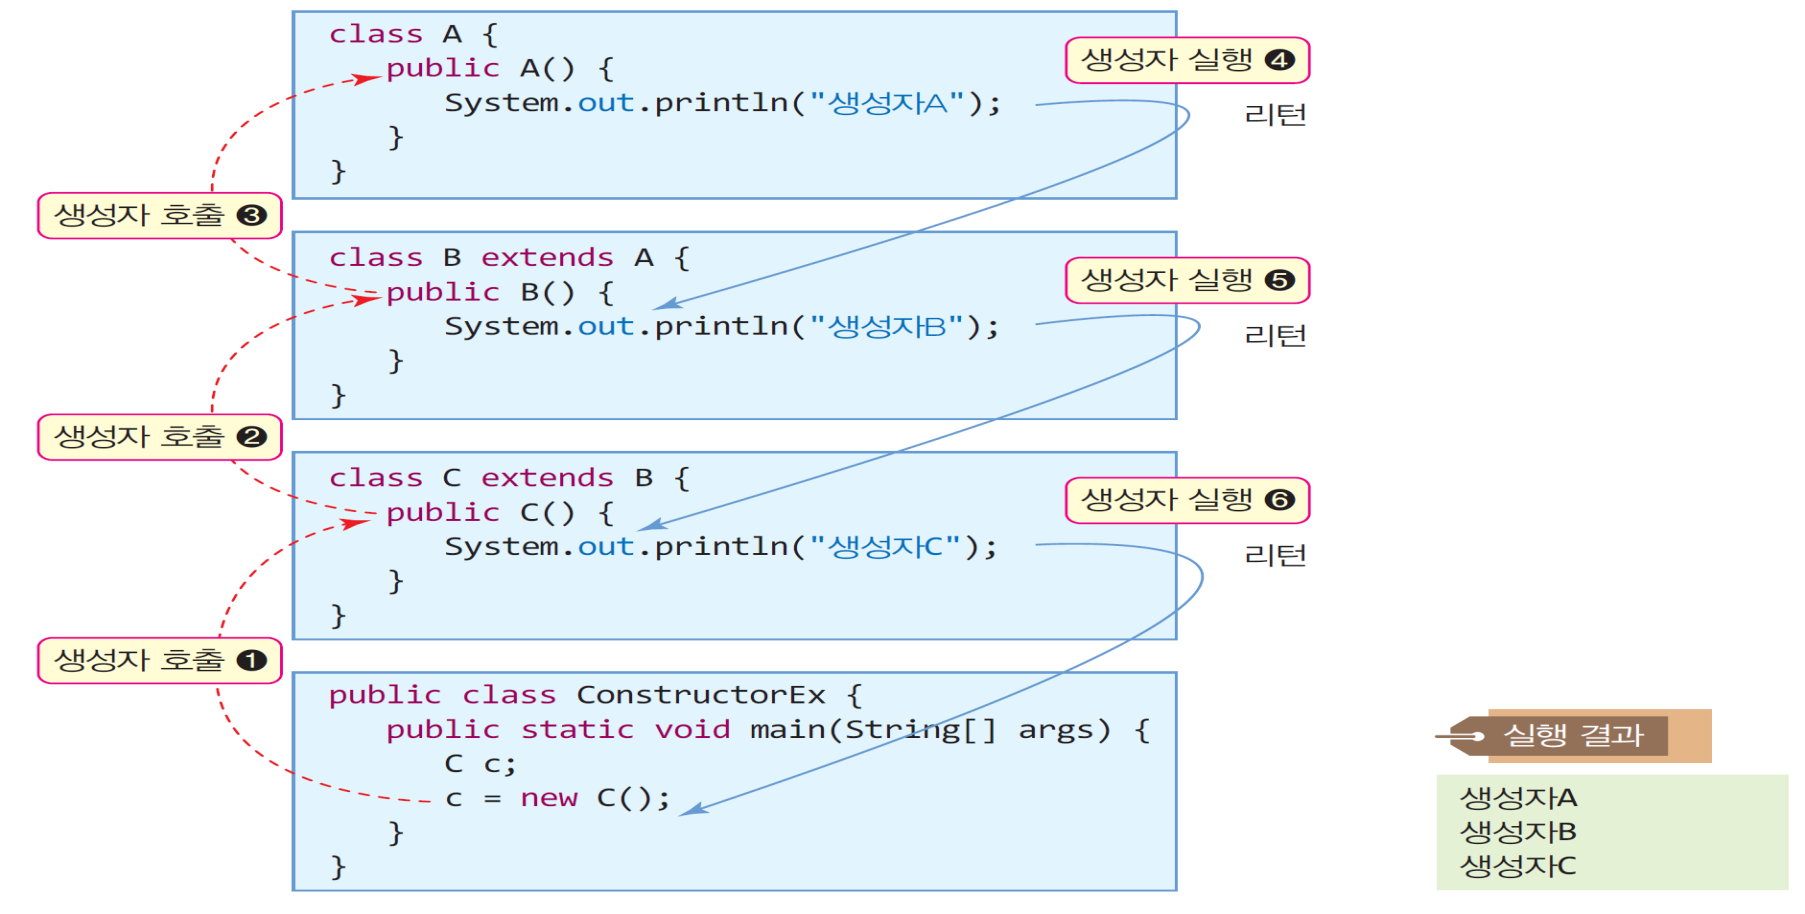 class A {
public A() {
System.out.println("생성자A");
}
}
생성자 실행 ❹
리턴
생성자 호출 ❸
class B extends A {
public B() {
System.out.println("생성자B");
}
}
생성자 실행 ❺
리턴
생성자 호출 ❷
class C extends B {
public C() {
System.out.println("생성자C");
}
}
생성자 실행 ❻
리턴
생성자 호출 ❶
public class ConstructorEx {
public static void main(String[] args) {
C c;
c = new C();
}
}
실행 결과
생성자A
생성자B
생성자C